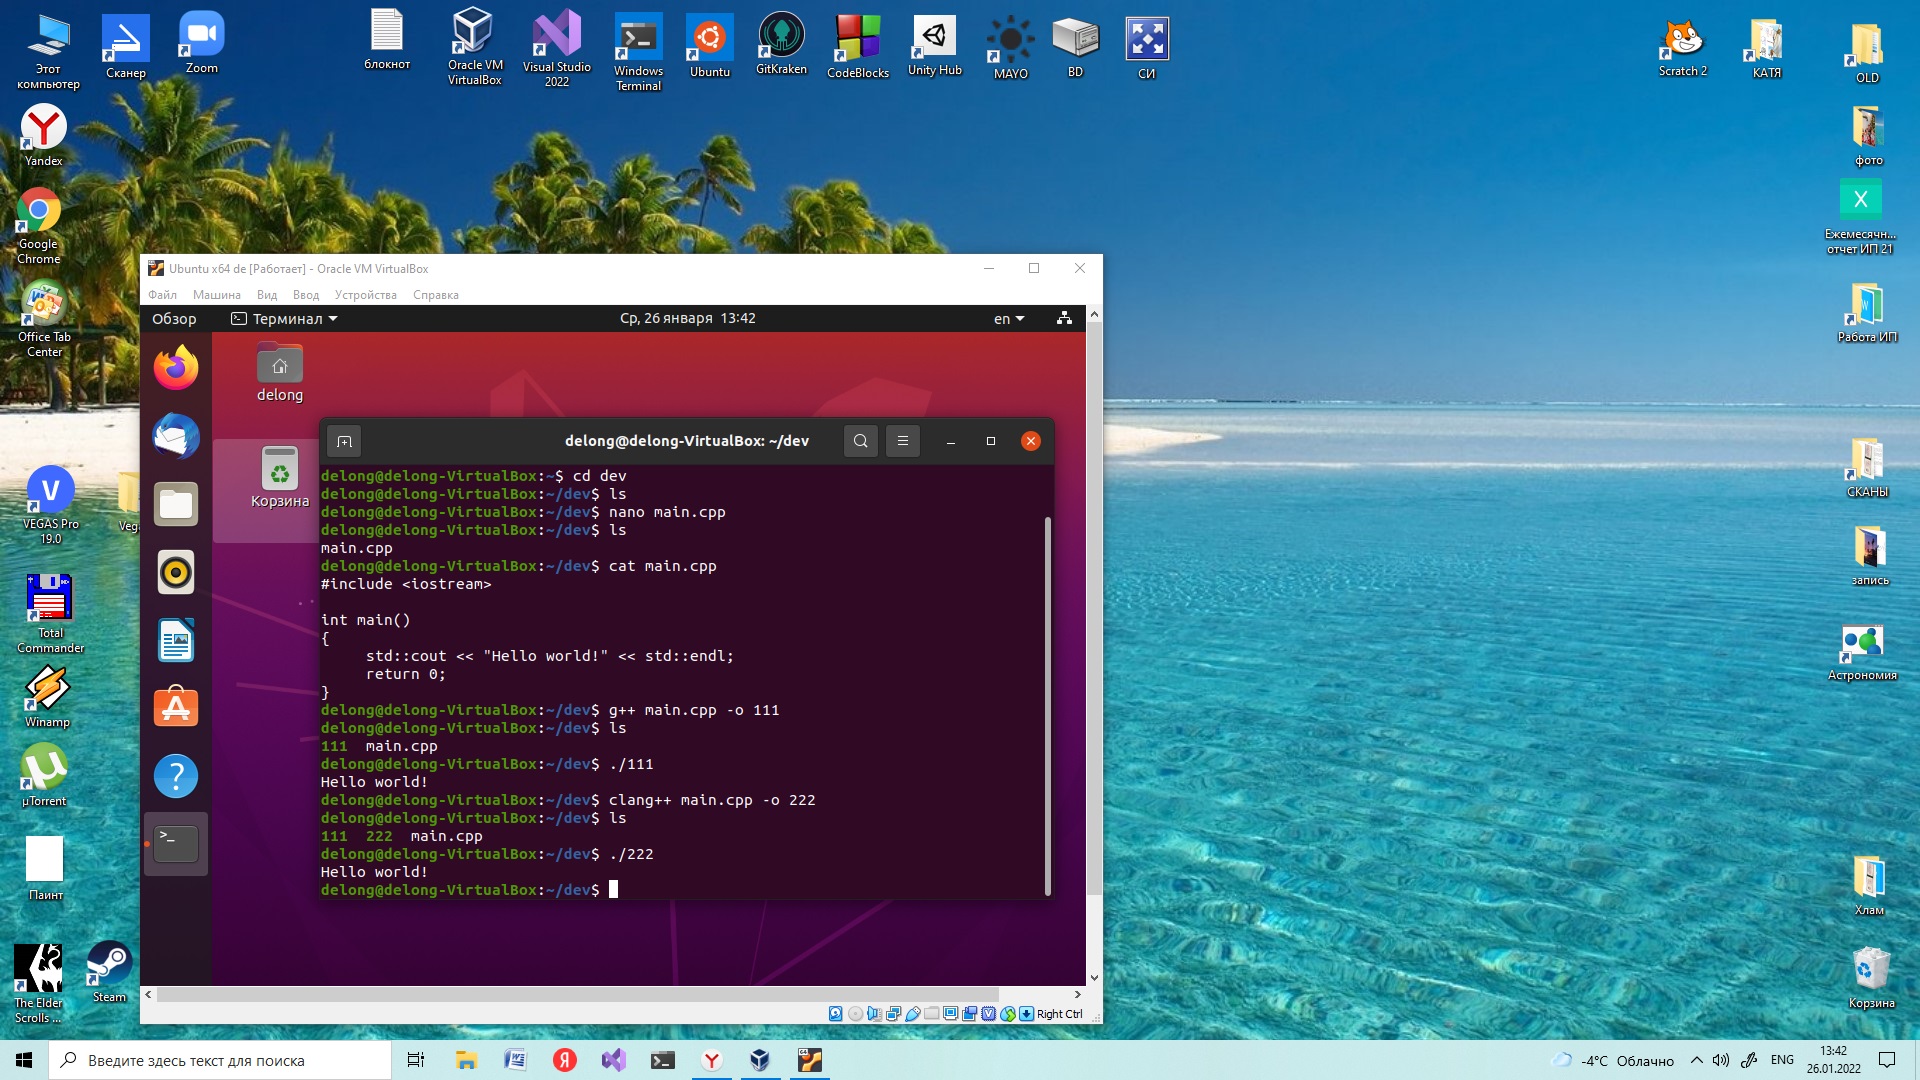 Этот
компьютер
Сканер
Zoom
блокнот
Oracle VM
VirtualBox
Visual Studio
2022
Windows
Terminal
Ubuntu
GitKraken
CodeBlocks
Unity Hub
MAYO
BD
СИ
Scratch 2
КАТЯ
OLD
Yandex
фото
Google
Chrome
X
Ежемесячн...
отчет ИП 21
Office Tab
Center
Работа ИП
VEGAS Pro
19.0
Vega
СКАНЫ
запись
Total
Commander
Астрономия
Winamp
µTorrent
Паинт
Хлам
The Elder
Scrolls ...
Steam
Корзина
Ubuntu x64 de [Работает] - Oracle VM VirtualBox
Файл Машина Вид Ввод Устройства Справка
Обзор Терминал Ср, 26 января 13:42 en
delong
Корзина
delong@delong-VirtualBox: ~/dev
delong@delong-VirtualBox:~$ cd dev
delong@delong-VirtualBox:~/dev$ ls
delong@delong-VirtualBox:~/dev$ nano main.cpp
delong@delong-VirtualBox:~/dev$ ls
main.cpp
delong@delong-VirtualBox:~/dev$ cat main.cpp
#include <iostream>
int main()
{
std::cout << "Hello world!" << std::endl;
return 0;
}
delong@delong-VirtualBox:~/dev$ g++ main.cpp -o 111
delong@delong-VirtualBox:~/dev$ ls
111 main.cpp
delong@delong-VirtualBox:~/dev$ ./111
Hello world!
delong@delong-VirtualBox:~/dev$ clang++ main.cpp -o 222
delong@delong-VirtualBox:~/dev$ ls
111 222 main.cpp
delong@delong-VirtualBox:~/dev$ ./222
Hello world!
delong@delong-VirtualBox:~/dev$
Right Ctrl
Введите здесь текст для поиска
-4°C Облачно
ENG
13:42
26.01.2022